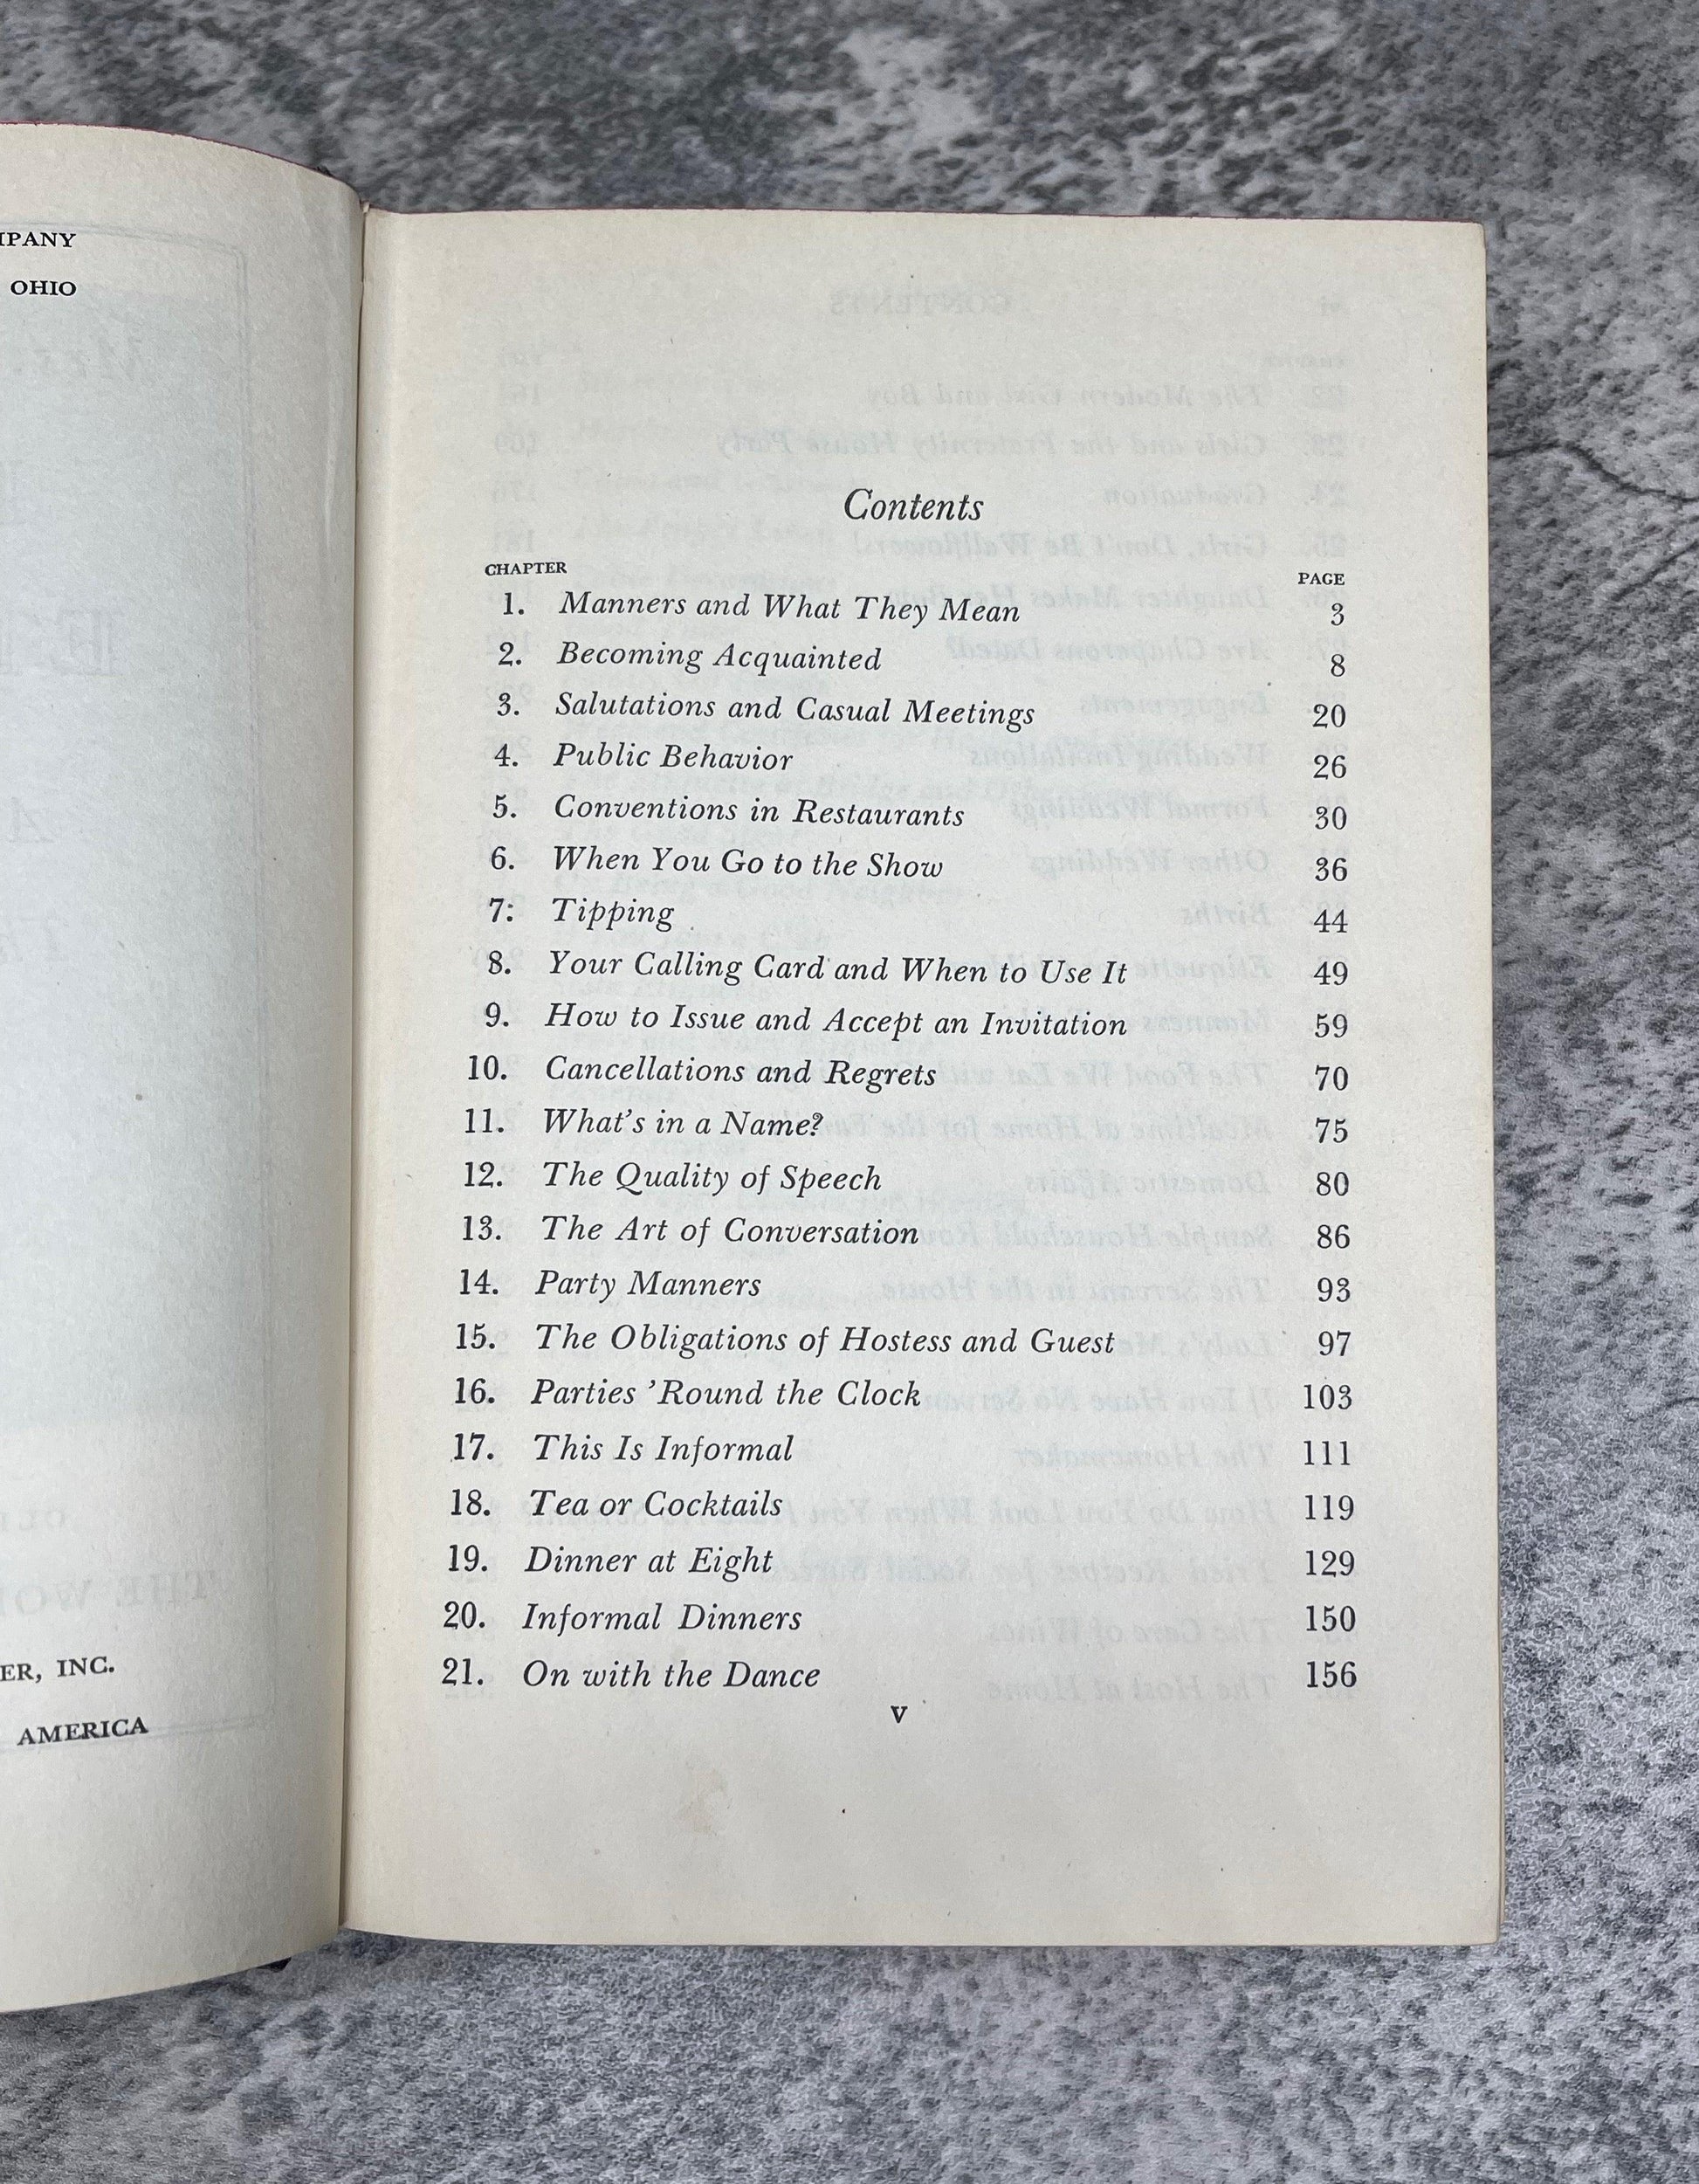 MPANY
OHIO
ER, INC.
AMERICA
Contents
CHAPTER PAGE
1. Manners and What They Mean 3
2. Becoming Acquainted 8
3. Salutations and Casual Meetings 20
4. Public Behavior 26
5. Conventions in Restaurants 30
6. When You Go to the Show 36
7: Tipping 44
8. Your Calling Card and When to Use It 49
9. How to Issue and Accept an Invitation 59
10. Cancellations and Regrets 70
11. What's in a Name? 75
12. The Quality of Speech 80
13. The Art of Conversation 86
14. Party Manners 93
15. The Obligations of Hostess and Guest 97
16. Parties 'Round the Clock 103
17. This Is Informal 111
18. Tea or Cocktails 119
19. Dinner at Eight 129
20. Informal Dinners 150
21. On with the Dance 156
v